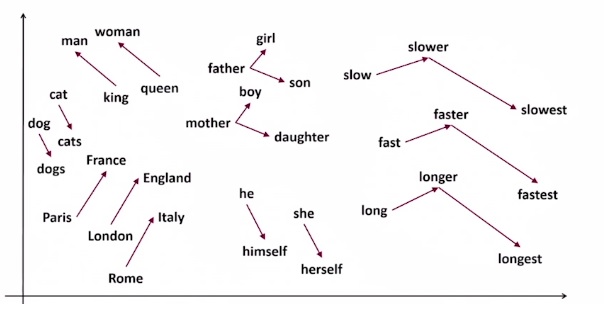 man
woman
king
queen
cat
cats
dog
dogs
France
Paris
England
London
Italy
Rome
girl
father
son
boy
mother
daughter
he
himself
she
herself
slower
slow
slowest
faster
fast
fastest
longer
long
longest